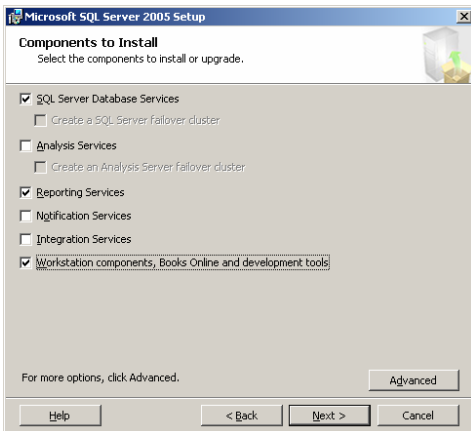 Microsoft SQL Server 2005 Setup
Components to Install
Select the components to install or upgrade.
SQL Server Database Services
Create a SQL Server failover cluster
Analysis Services
Create an Analysis Server failover cluster
Reporting Services
Notification Services
Integration Services
Workstation components, Books Online and development tools
For more options, click Advanced.
Advanced
Help
< Back
Next >
Cancel